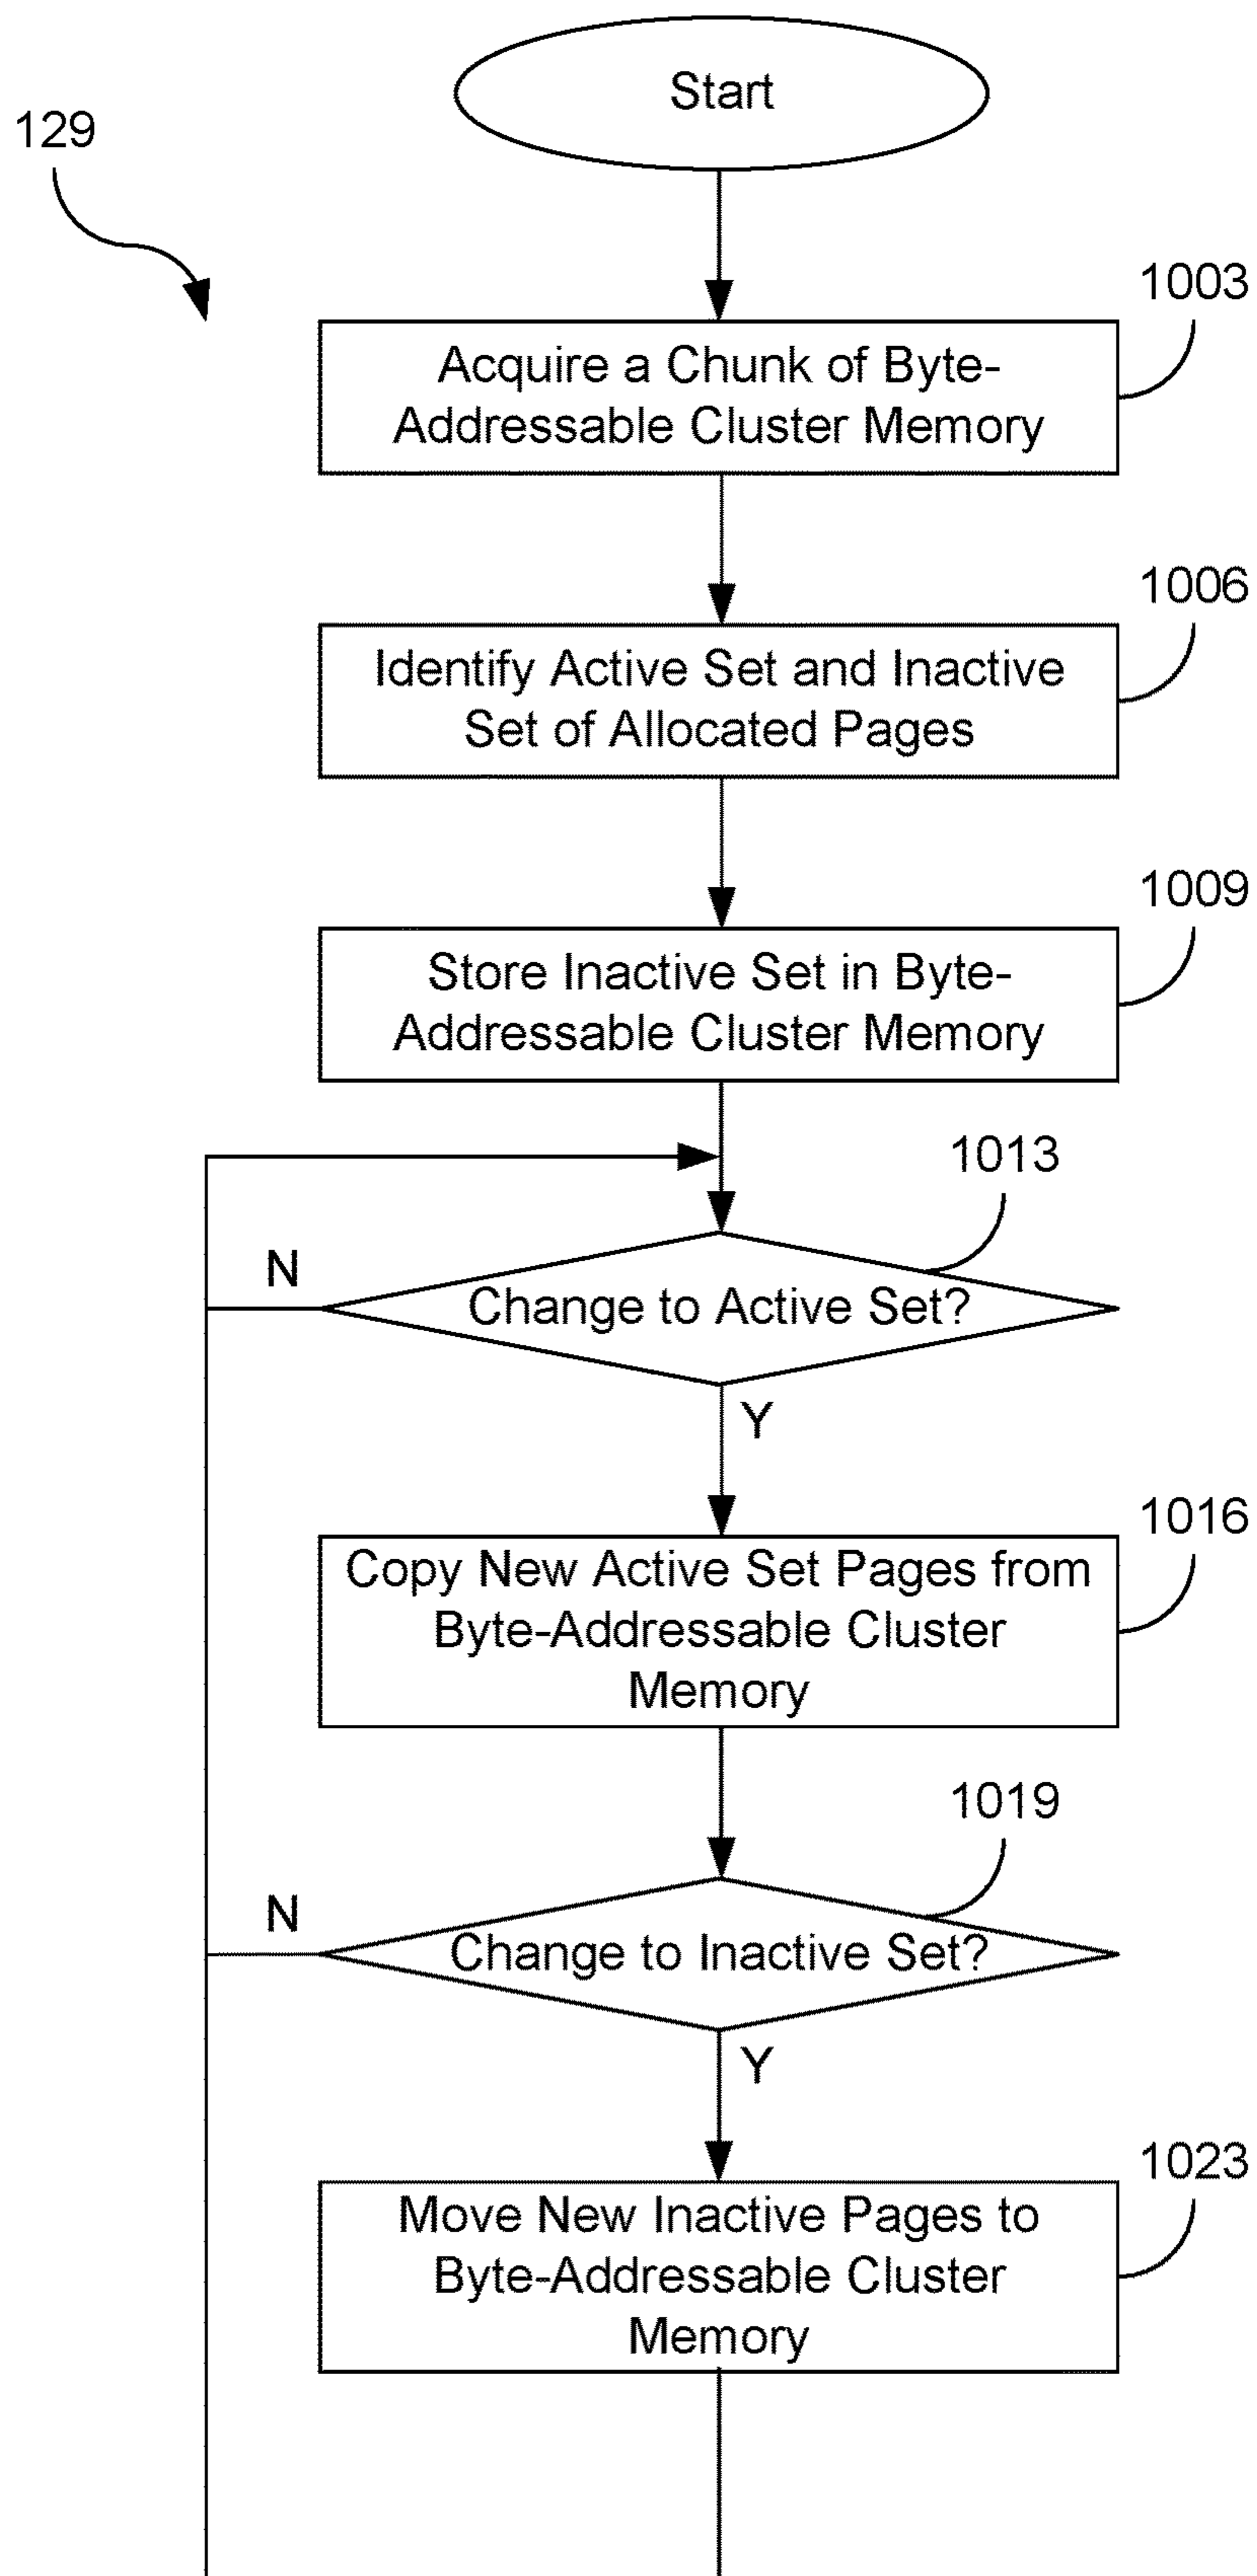 Start
129
1003
Acquire a Chunk of Byte-
Addressable Cluster Memory
1006
Identify Active Set and Inactive
Set of Allocated Pages
1009
Store Inactive Set in Byte-
Addressable Cluster Memory
1013
N
Change to Active Set?
Y
1016
Copy New Active Set Pages from
Byte-Addressable Cluster
Memory
1019
N
Change to Inactive Set?
Y
1023
Move New Inactive Pages to
Byte-Addressable Cluster
Memory